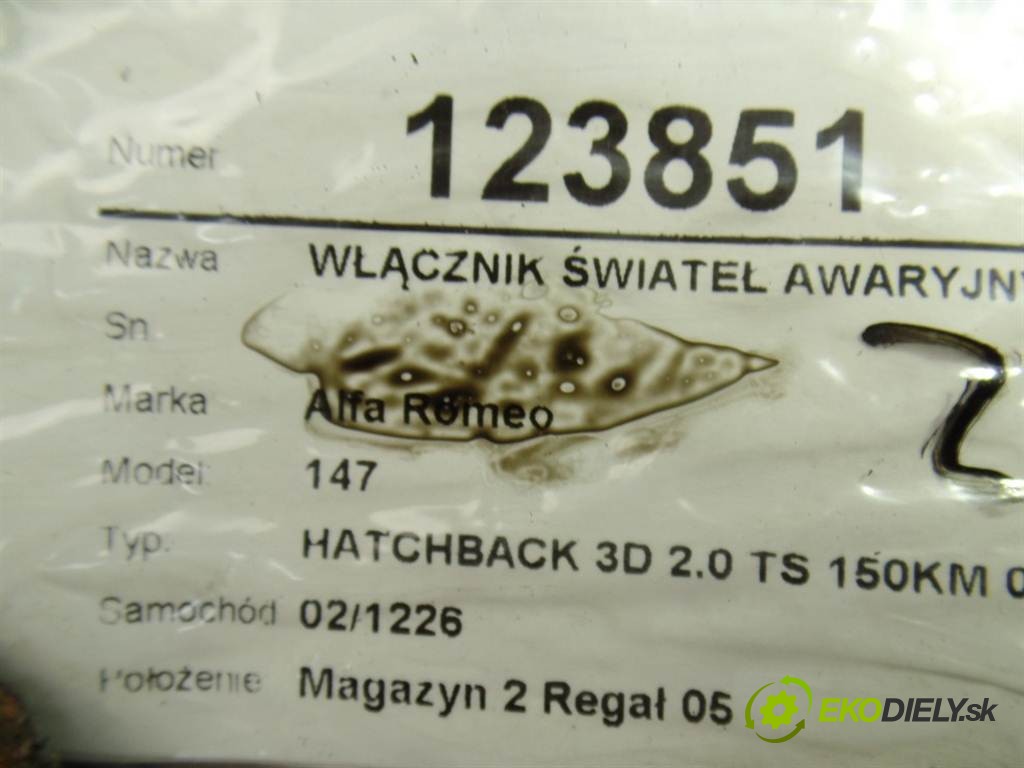 Numer 123851
Nazwa WŁĄCZNIK ŚWIATEŁ AWARYJNY
Sn.
Marka Alfa Romeo
Model: 147
Typ. HATCHBACK 3D 2.0 TS 150KM 0
Samochód 02/1226
Położenie Magazyn 2 Regał 05
EKODIELY.sk